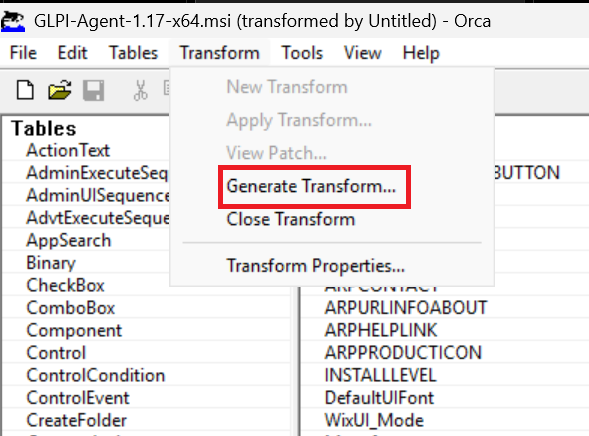 GLPI-Agent-1.17-x64.msi (transformed by Untitled) - Orca
File Edit Tables Transform Tools View Help
New Transform
Apply Transform...
View Patch...
Generate Transform...
Close Transform
Transform Properties...
Tables
ActionText
AdminExecuteSequ
AdminUISequence
AdvtExecuteSeque
AppSearch
Binary
CheckBox
ComboBox
Component
Control
ControlCondition
ControlEvent
CreateFolder
BUTTON
ARPCONTACT
ARPURLINFOABOUT
ARPHELPLINK
ARPPRODUCTICON
INSTALLLEVEL
DefaultUIFont
WixUI_Mode